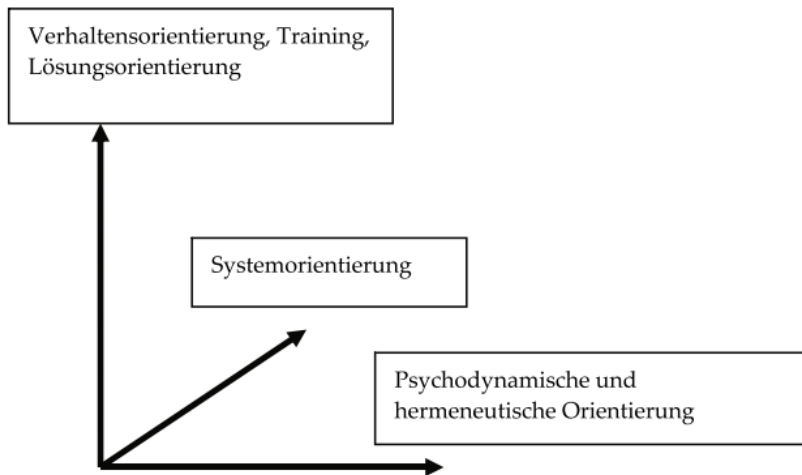 Verhaltensorientierung, Training,
Lösungsorientierung
Systemorientierung
Psychodynamische und
hermeneutische Orientierung